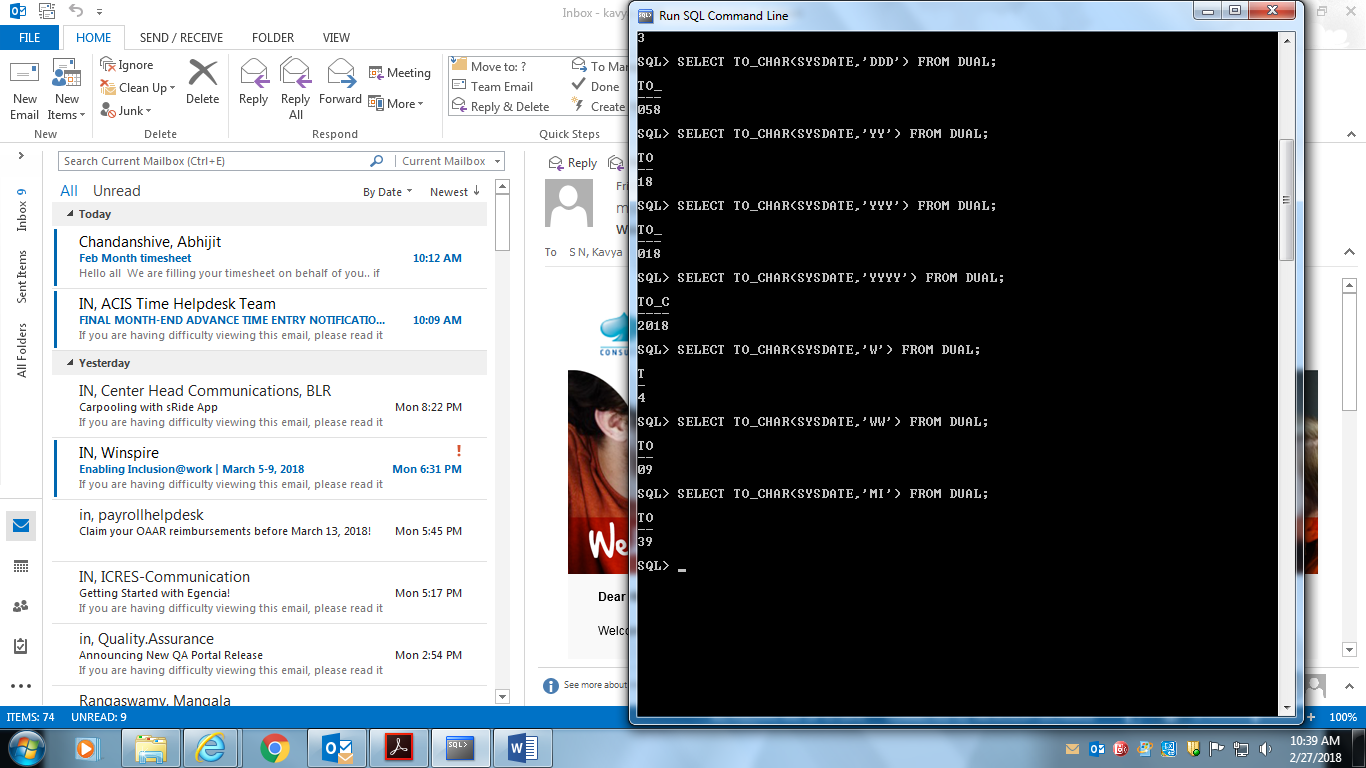 Inbox - kavy
FILE HOME SEND / RECEIVE FOLDER VIEW
New Email
New Items
New
Ignore
Clean Up
Junk
Delete
Delete
Reply
Reply All
Forward
Meeting
More
Respond
Move to: ?
Team Email
Reply & Delete
To Man
Done
Create
Quick Steps
Search Current Mailbox (Ctrl+E) Current Mailbox
All Unread By Date Newest
Inbox 9
Sent Items
All Folders
Today
Chandanshive, Abhijit
Feb Month timesheet 10:12 AM
Hello all We are filling your timesheet on behalf of you.. if
IN, ACIS Time Helpdesk Team
FINAL MONTH-END ADVANCE TIME ENTRY NOTIFICATIO... 10:09 AM
If you are having difficulty viewing this email, please read it
Yesterday
IN, Center Head Communications, BLR
Carpooling with sRide App Mon 8:22 PM
If you are having difficulty viewing this email, please read it
IN, Winspire !
Enabling Inclusion@work | March 5-9, 2018 Mon 6:31 PM
If you are having difficulty viewing this email, please read it
in, payrollhelpdesk
Claim your OAAR reimbursements before March 13, 2018! Mon 5:45 PM
IN, ICRES-Communication
Getting Started with Egencia! Mon 5:17 PM
If you are having difficulty viewing this email, please read it
in, Quality.Assurance
Announcing New QA Portal Release Mon 2:54 PM
If you are having difficulty viewing this email, please read it
Rangaswamy, Mangala
Reply
Fri
m
W
To S N, Kavya
CONSU
We
Dear
Welco
See more about
Run SQL Command Line
3
SQL> SELECT TO_CHAR(SYSDATE,'DDD') FROM DUAL;
TO_
---
058
SQL> SELECT TO_CHAR(SYSDATE,'YY') FROM DUAL;
TO
--
18
SQL> SELECT TO_CHAR(SYSDATE,'YYY') FROM DUAL;
TO_
---
018
SQL> SELECT TO_CHAR(SYSDATE,'YYYY') FROM DUAL;
TO_C
----
2018
SQL> SELECT TO_CHAR(SYSDATE,'W') FROM DUAL;
T
-
4
SQL> SELECT TO_CHAR(SYSDATE,'WW') FROM DUAL;
TO
--
09
SQL> SELECT TO_CHAR(SYSDATE,'MI') FROM DUAL;
TO
--
39
SQL> _
ITEMS: 74 UNREAD: 9 100%
SQL>
10:39 AM
2/27/2018